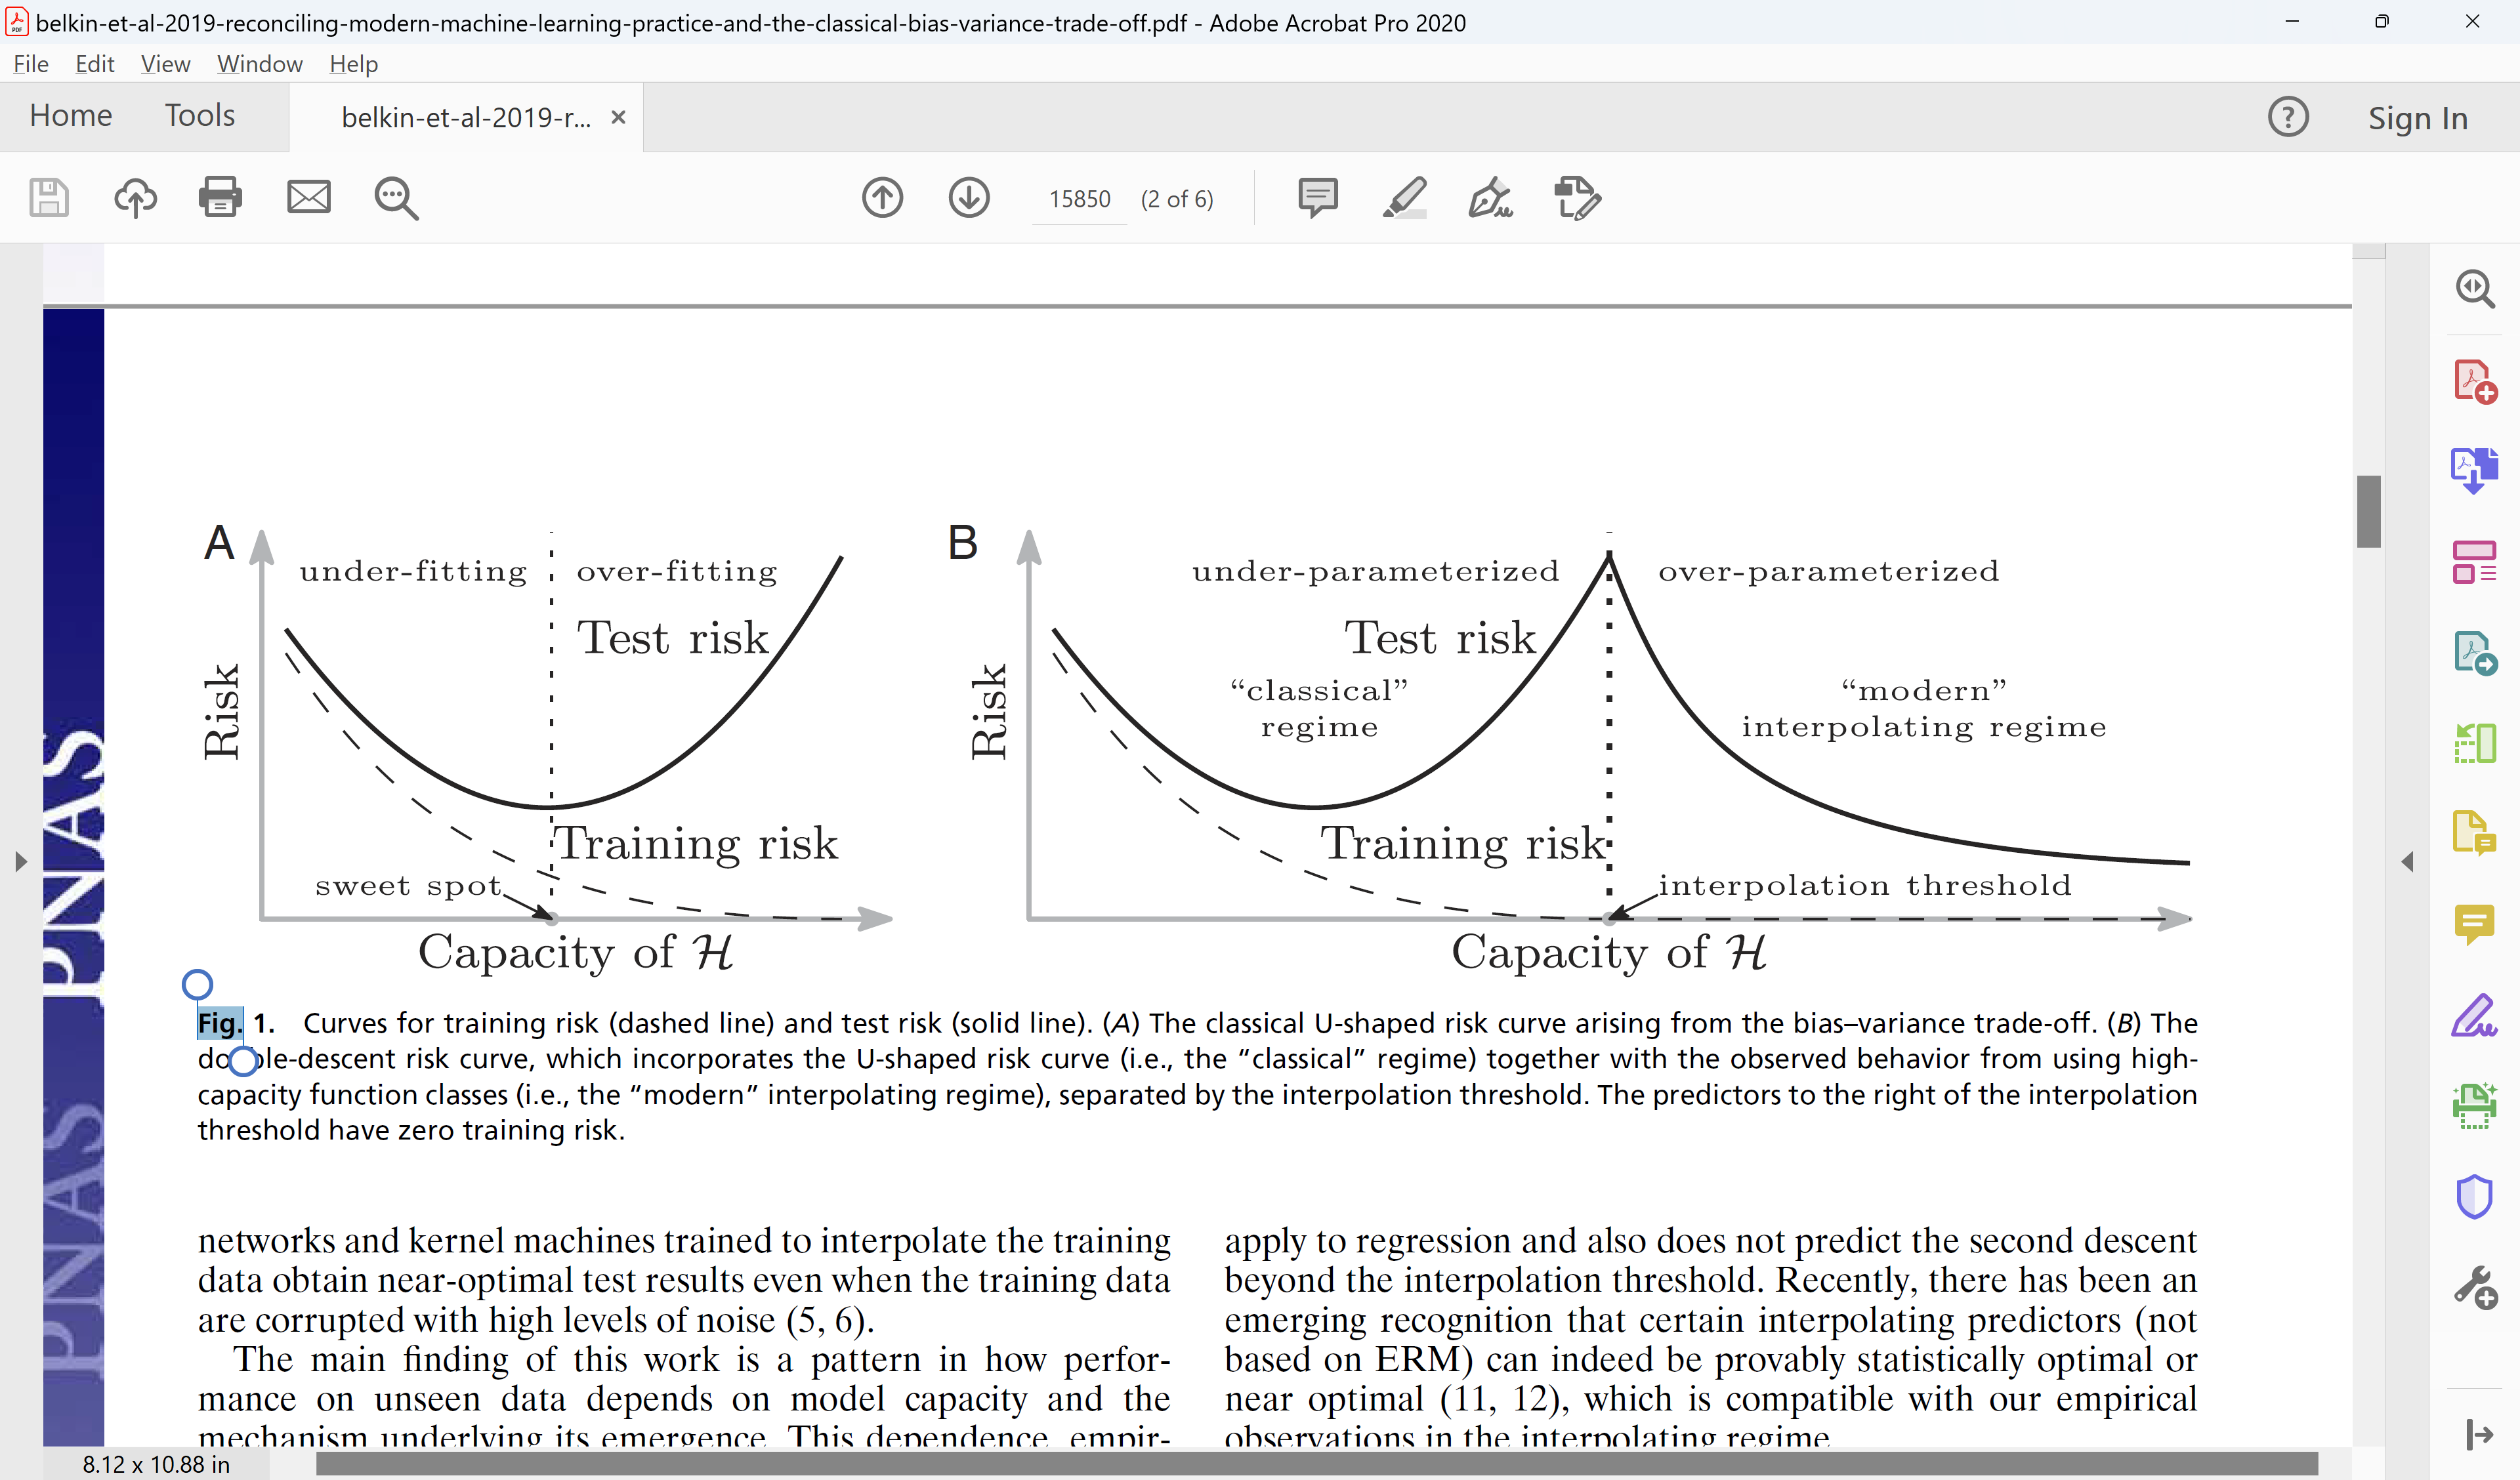 belkin-et-al-2019-reconciling-modern-machine-learning-practice-and-the-classical-bias-variance-trade-off.pdf - Adobe Acrobat Pro 2020
File Edit View Window Help
Home Tools belkin-et-al-2019-r... Sign In
15850 (2 of 6)
PNAS PNAS
A
under-fitting over-fitting
Test risk
Risk
Training risk
sweet spot
Capacity of ℋ
B
under-parameterized over-parameterized
Test risk
“classical”
regime
“modern”
interpolating regime
Risk
Training risk
interpolation threshold
Capacity of ℋ
Fig. 1. Curves for training risk (dashed line) and test risk (solid line). (A) The classical U-shaped risk curve arising from the bias–variance trade-off. (B) The
double-descent risk curve, which incorporates the U-shaped risk curve (i.e., the “classical” regime) together with the observed behavior from using high-
capacity function classes (i.e., the “modern” interpolating regime), separated by the interpolation threshold. The predictors to the right of the interpolation
threshold have zero training risk.
networks and kernel machines trained to interpolate the training
data obtain near-optimal test results even when the training data
are corrupted with high levels of noise (5, 6).
The main finding of this work is a pattern in how perfor-
mance on unseen data depends on model capacity and the
mechanism underlying its emergence. This dependence, empir-
apply to regression and also does not predict the second descent
beyond the interpolation threshold. Recently, there has been an
emerging recognition that certain interpolating predictors (not
based on ERM) can indeed be provably statistically optimal or
near optimal (11, 12), which is compatible with our empirical
observations in the interpolating regime.
8.12 x 10.88 in